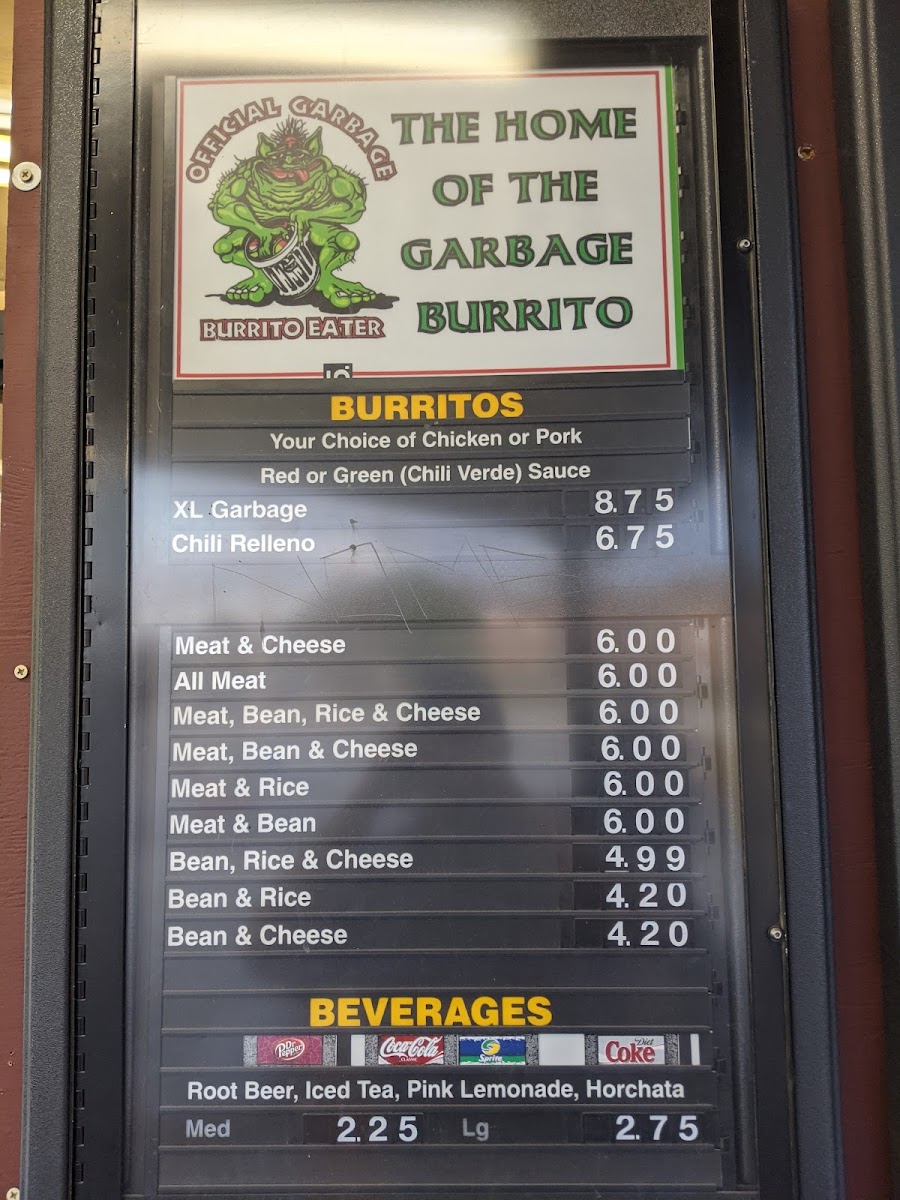 OFFICIAL GARBAGE
BURRITO EATER
THE HOME
OF THE
GARBAGE
BURRITO
BURRITOS
Your Choice of Chicken or Pork
Red or Green (Chili Verde) Sauce
XL Garbage 8.75
Chili Relleno 6.75
Meat & Cheese 6.00
All Meat 6.00
Meat, Bean, Rice & Cheese 6.00
Meat, Bean & Cheese 6.00
Meat & Rice 6.00
Meat & Bean 6.00
Bean, Rice & Cheese 4.99
Bean & Rice 4.20
Bean & Cheese 4.20
BEVERAGES
Dr Pepper Coca-Cola CLASSIC Sprite Diet Coke
Root Beer, Iced Tea, Pink Lemonade, Horchata
Med 2.25 Lg 2.75